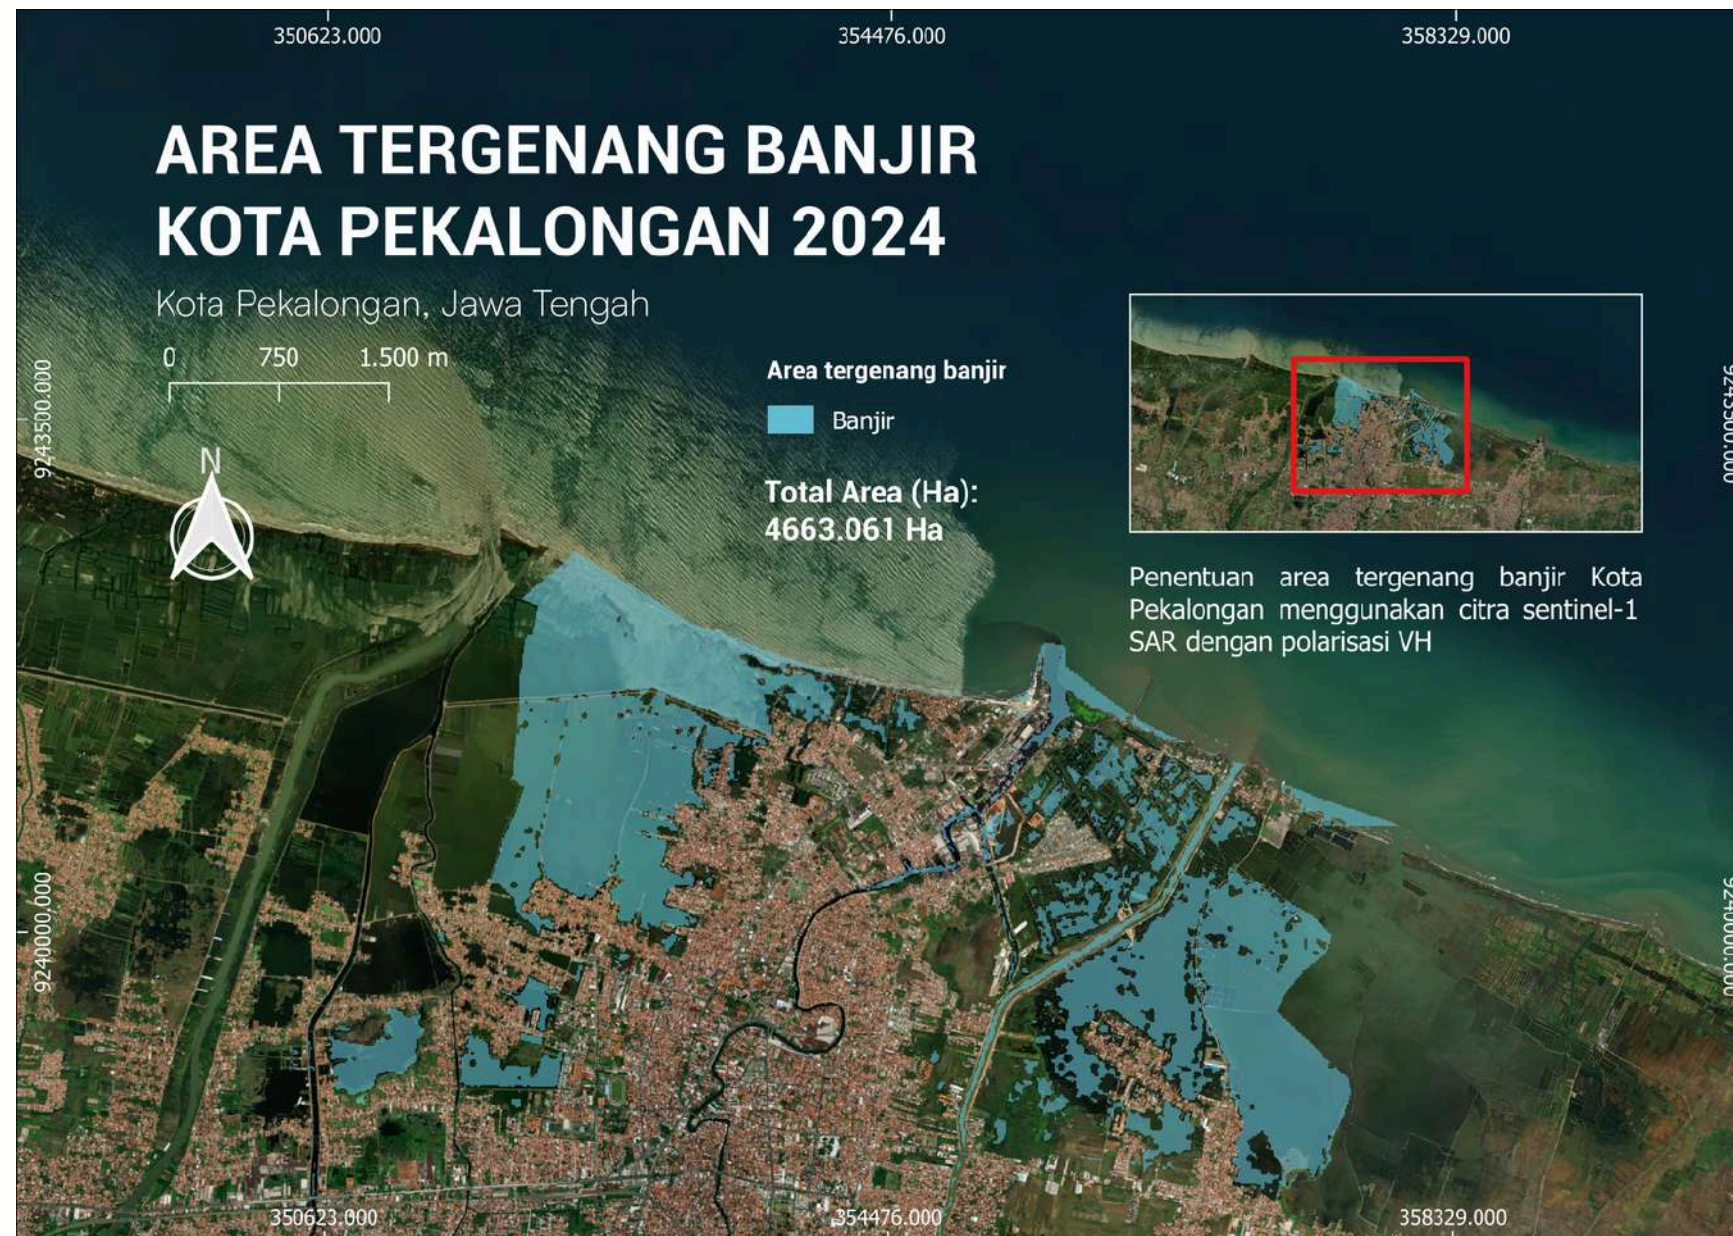 350623.000 354476.000 358329.000
AREA TERGENANG BANJIR
KOTA PEKALONGAN 2024
Kota Pekalongan, Jawa Tengah
0 750 1.500 m
N
Area tergenang banjir
Banjir
Total Area (Ha):
4663.061 Ha
Penentuan area tergenang banjir Kota
Pekalongan menggunakan citra sentinel-1
SAR dengan polarisasi VH
9243500.000
9243500.000
9240000.000
9240000.000
350623.000 354476.000 358329.000